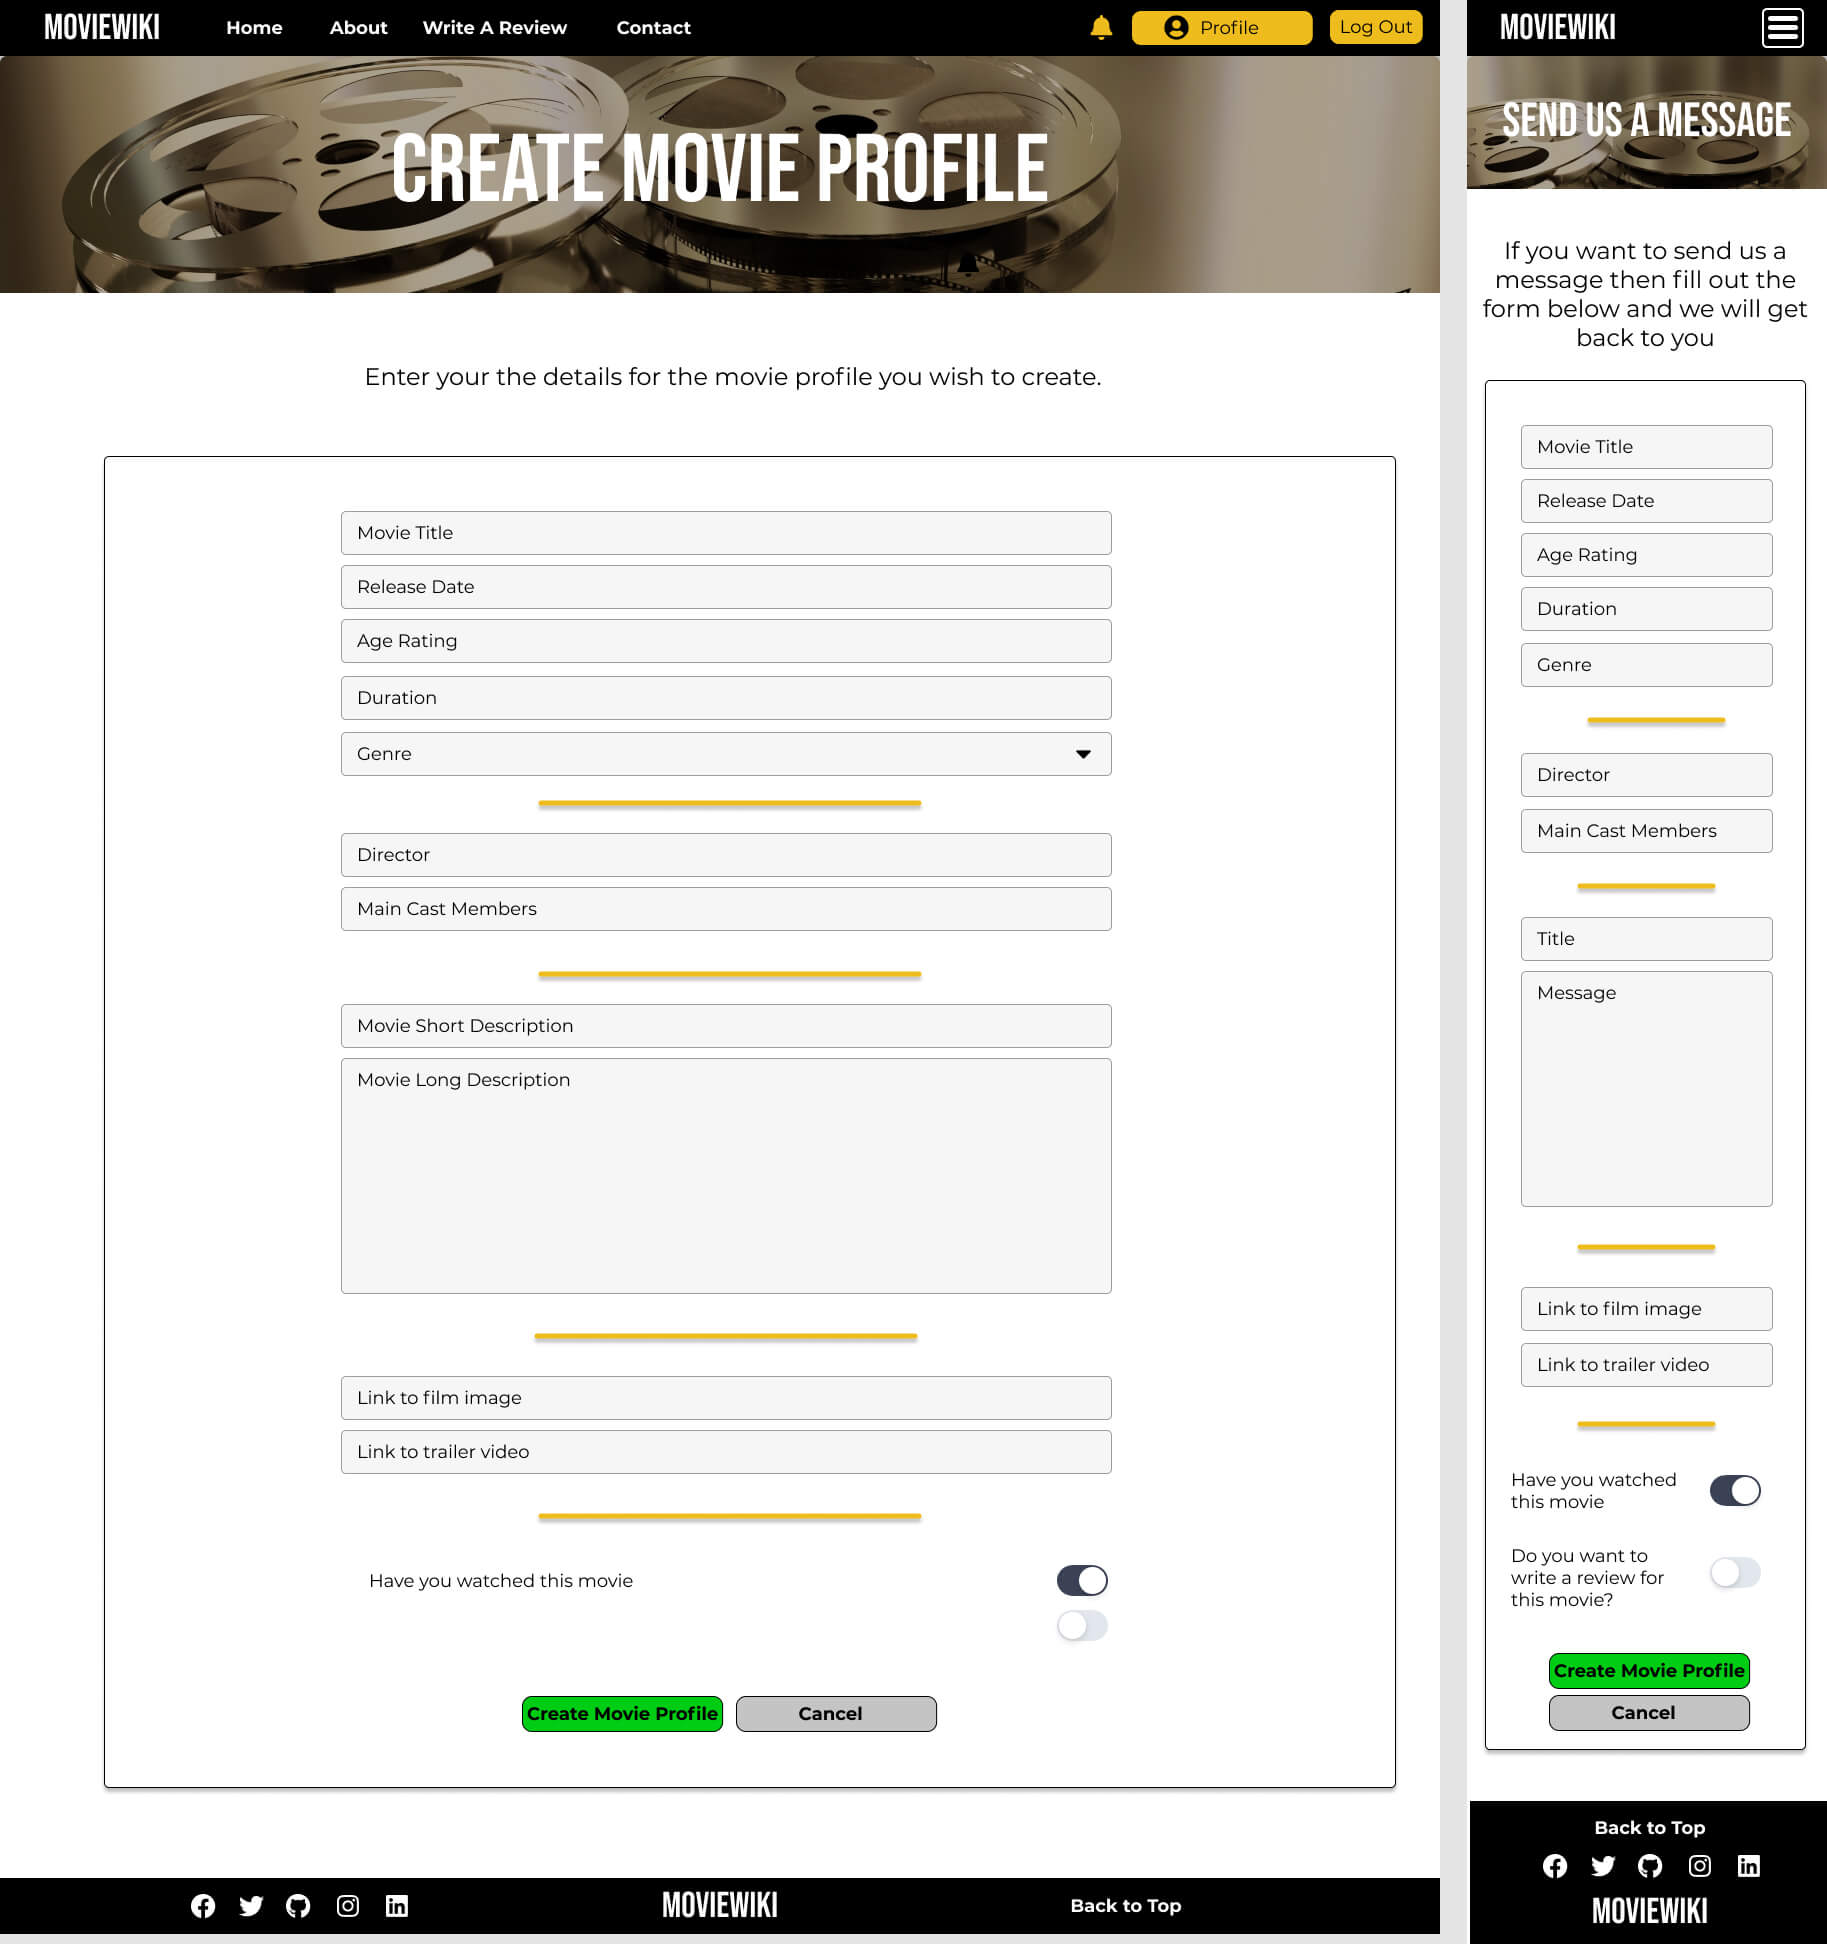 MOVIEWIKI Home About Write A Review Contact Profile Log Out
CREATE MOVIE PROFILE
Enter your the details for the movie profile you wish to create.
Movie Title
Release Date
Age Rating
Duration
Genre
Director
Main Cast Members
Movie Short Description
Movie Long Description
Link to film image
Link to trailer video
Have you watched this movie
Create Movie Profile Cancel
MOVIEWIKI Back to Top
MOVIEWIKI
SEND US A MESSAGE
If you want to send us a
message then fill out the
form below and we will get
back to you
Movie Title
Release Date
Age Rating
Duration
Genre
Director
Main Cast Members
Title
Message
Link to film image
Link to trailer video
Have you watched
this movie
Do you want to
write a review for
this movie?
Create Movie Profile
Cancel
Back to Top
MOVIEWIKI